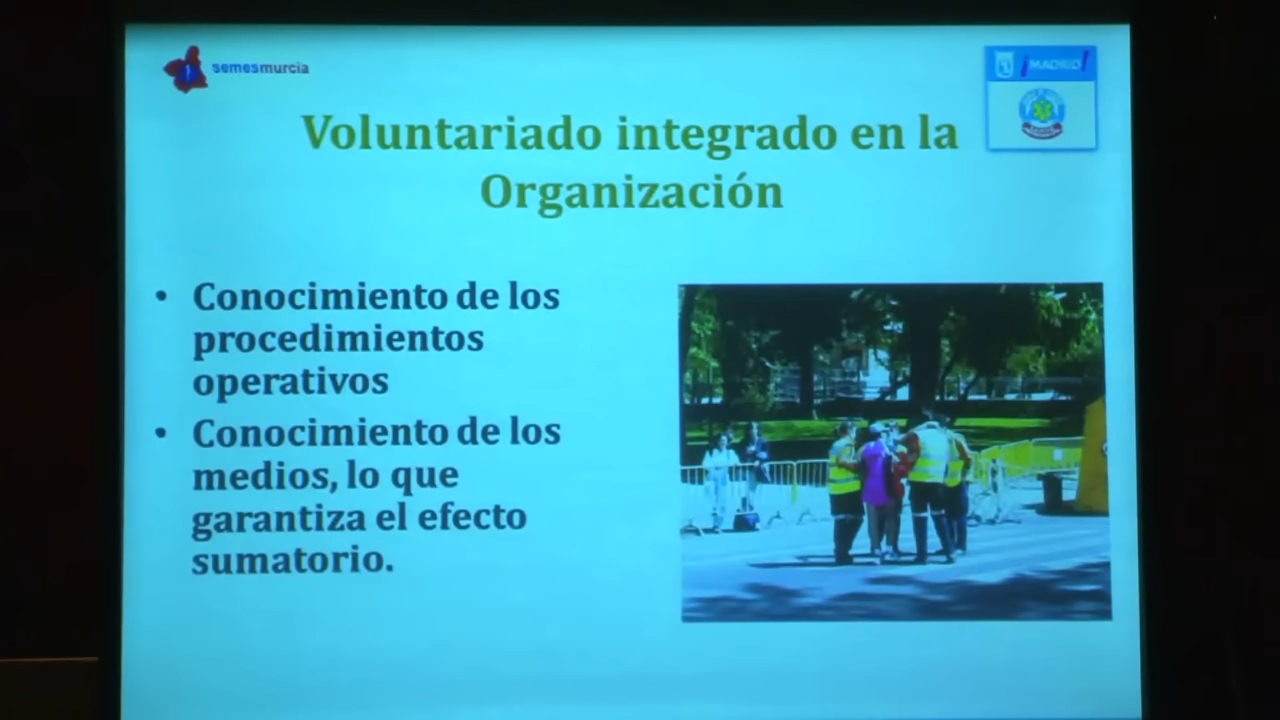 semesmurcia
¡MADRID!
Voluntariado integrado en la
Organización
• Conocimiento de los
procedimientos
operativos
• Conocimiento de los
medios, lo que
garantiza el efecto
sumatorio.